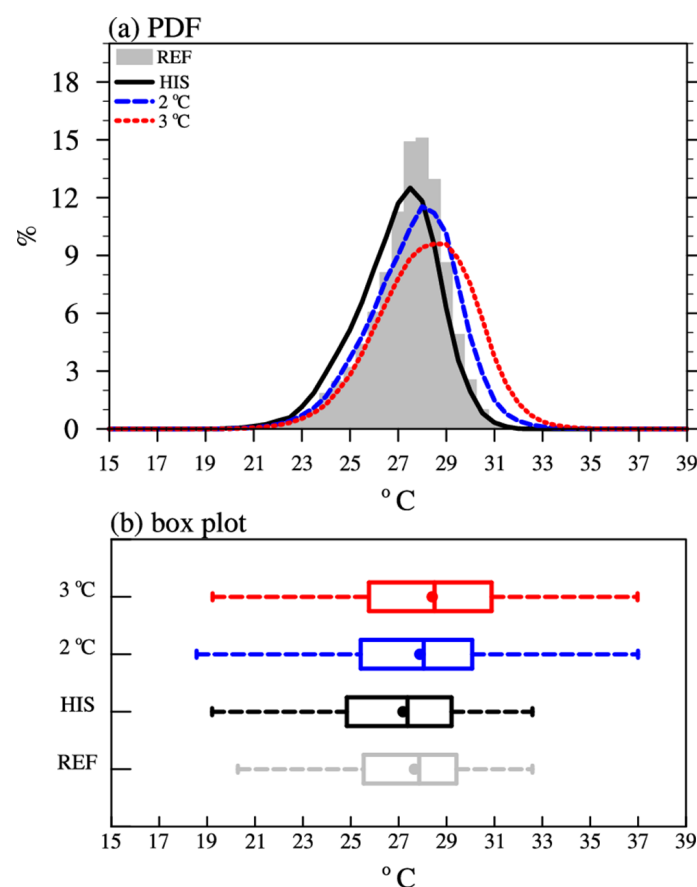 (a) PDF
REF
HIS
2 °C
3 °C
18
15
12
9
6
3
0
%
15 17 19 21 23 25 27 29 31 33 35 37 39
° C
(b) box plot
3 °C
2 °C
HIS
REF
15 17 19 21 23 25 27 29 31 33 35 37 39
° C